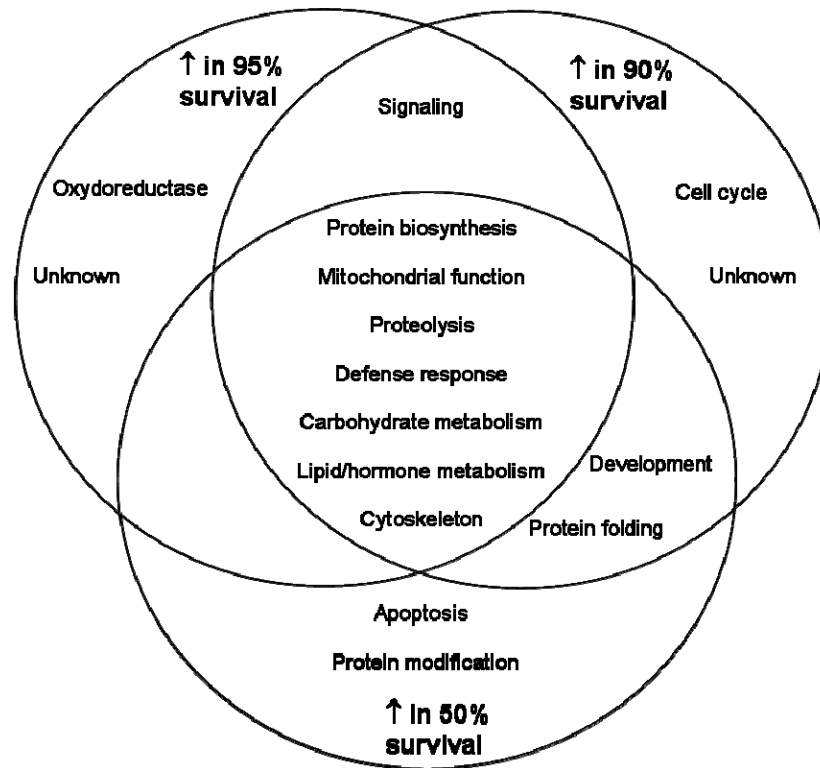 ↑ in 95%
survival
↑ in 90%
survival
Signaling
Oxydoreductase
Cell cycle
Protein biosynthesis
Unknown
Mitochondrial function
Unknown
Proteolysis
Defense response
Carbohydrate metabolism
Lipid/hormone metabolism
Development
Cytoskeleton
Protein folding
Apoptosis
Protein modification
↑ in 50%
survival